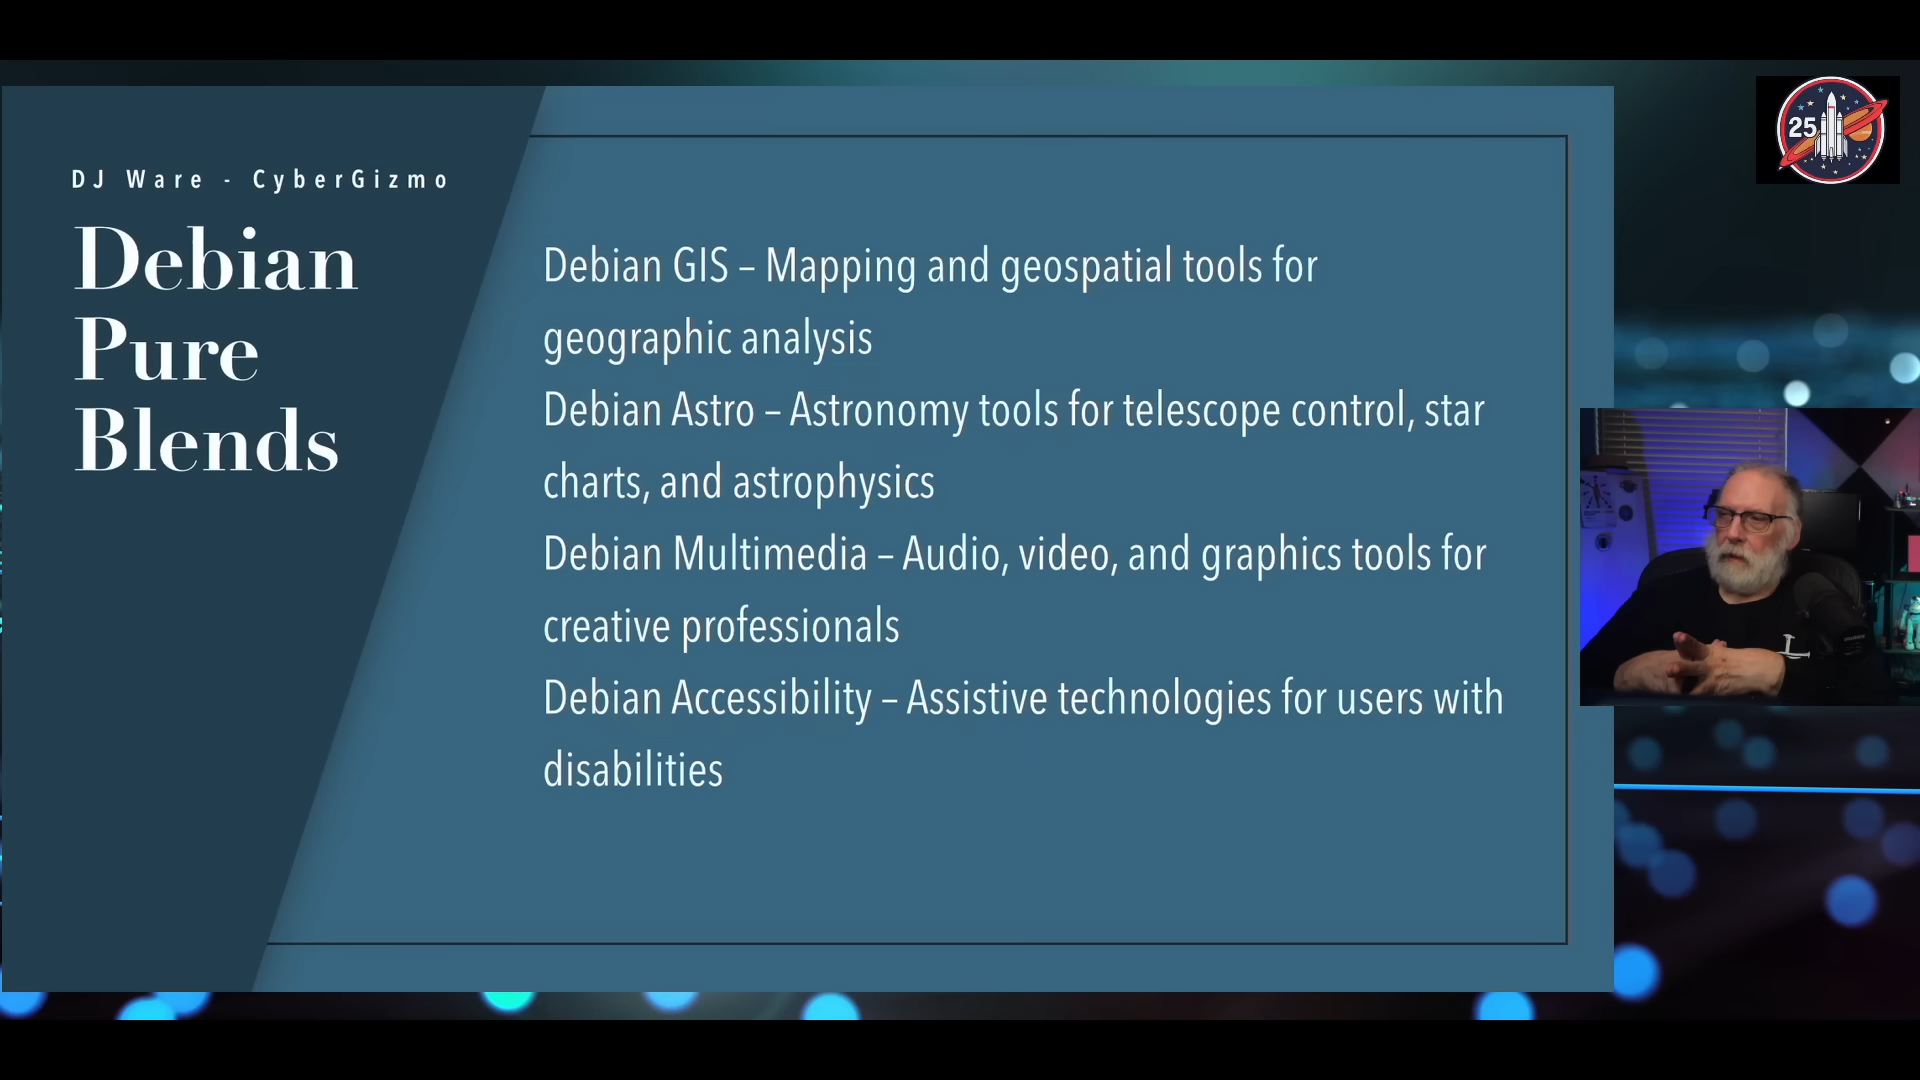 DJ Ware - CyberGizmo
Debian
Pure
Blends
Debian GIS – Mapping and geospatial tools for
geographic analysis
Debian Astro – Astronomy tools for telescope control, star
charts, and astrophysics
Debian Multimedia – Audio, video, and graphics tools for
creative professionals
Debian Accessibility – Assistive technologies for users with
disabilities
25